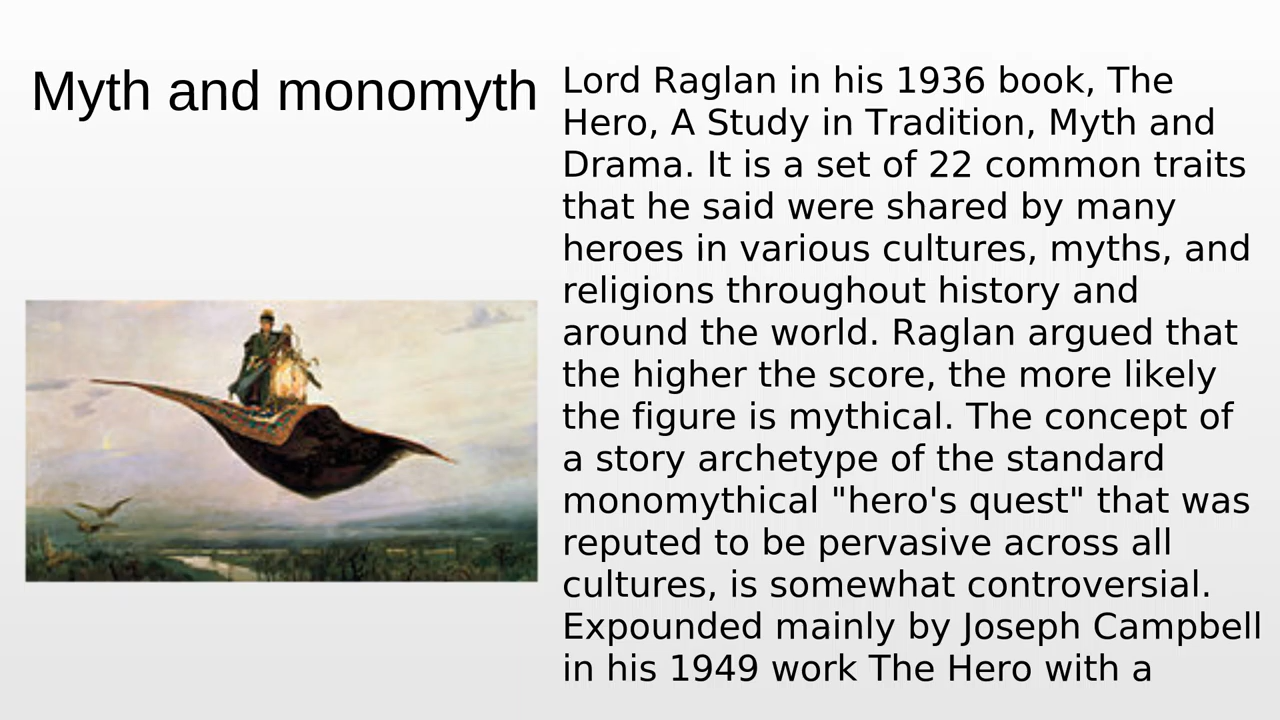 Myth and monomyth
Lord Raglan in his 1936 book, The
Hero, A Study in Tradition, Myth and
Drama. It is a set of 22 common traits
that he said were shared by many
heroes in various cultures, myths, and
religions throughout history and
around the world. Raglan argued that
the higher the score, the more likely
the figure is mythical. The concept of
a story archetype of the standard
monomythical "hero's quest" that was
reputed to be pervasive across all
cultures, is somewhat controversial.
Expounded mainly by Joseph Campbell
in his 1949 work The Hero with a